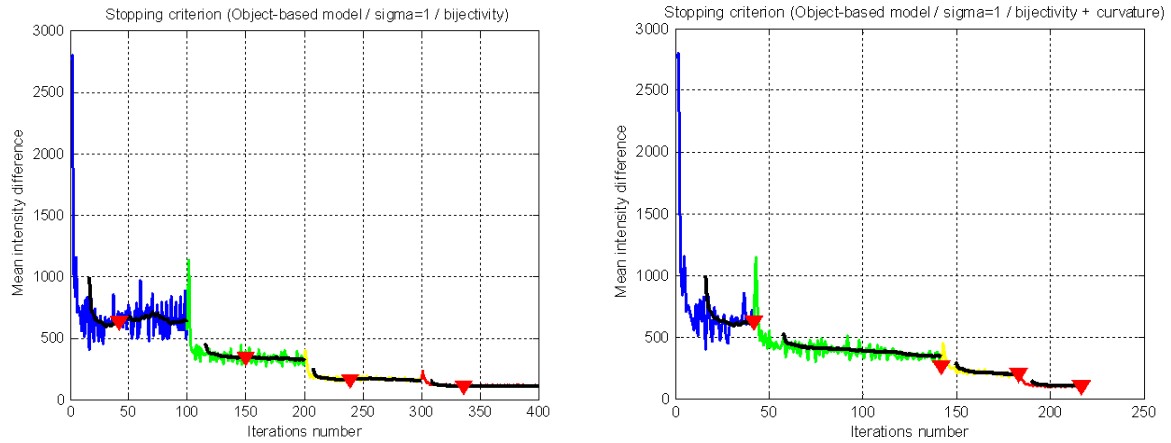 Stopping criterion (Object-based model / sigma=1 / bijectivity)
3000
2500
2000
1500
1000
500
0
Mean intensity difference
0 50 100 150 200 250 300 350 400
Iterations number
Stopping criterion (Object-based model / sigma=1 / bijectivity + curvature)
3000
2500
2000
1500
1000
500
0
Mean intensity difference
0 50 100 150 200 250
Iterations number